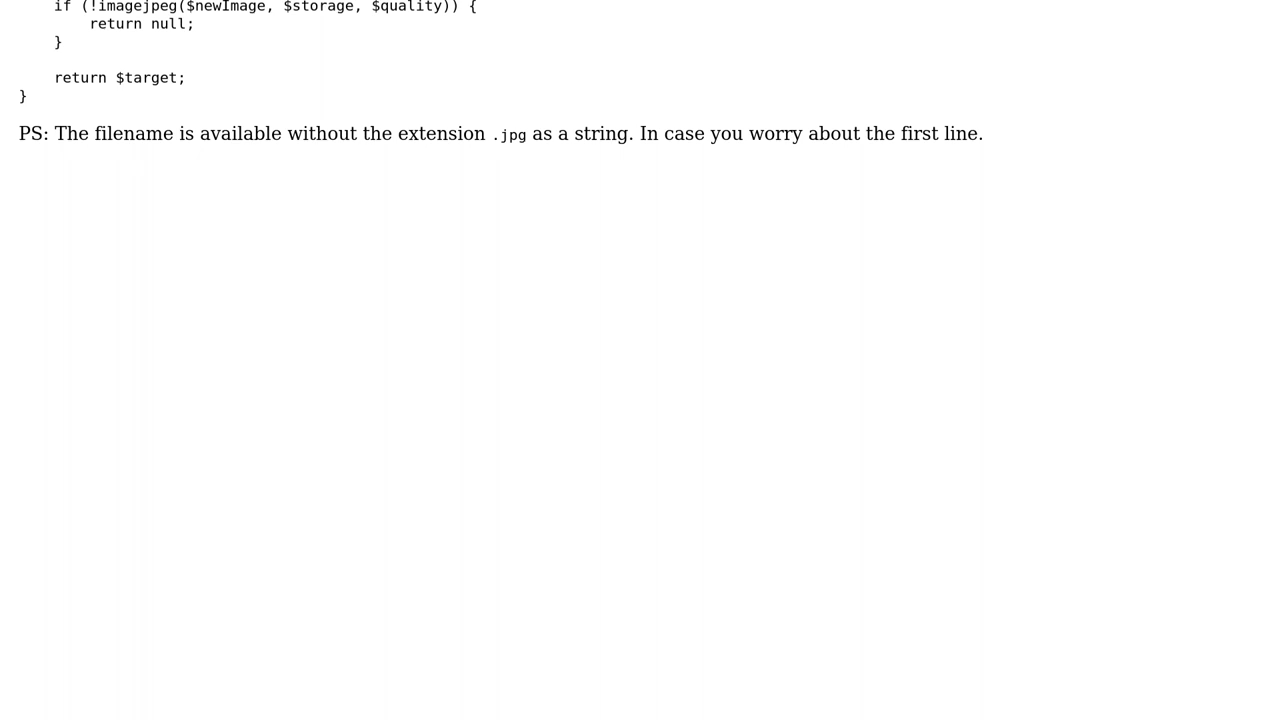 if (!imagejpeg($newImage, $storage, $quality)) {
        return null;
    }

    return $target;
}
PS: The filename is available without the extension .jpg as a string. In case you worry about the first line.